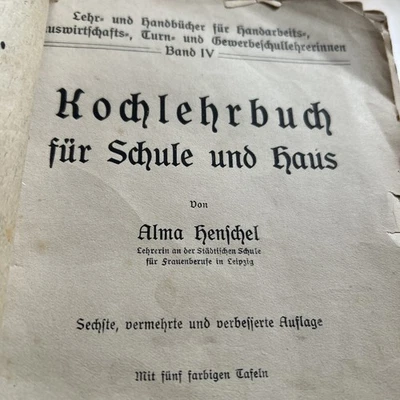 Lehr- und Handbücher für Handarbeits-,
uswirtschafts-, Turn- und Gewerbeschullehrerinnen
Band IV
Kochlehrbuch
für Schule und Haus
Von
Alma Henschel
Lehrerin an der Städtischen Schule
für Frauenberufe in Leipzig
Sechste, vermehrte und verbesserte Auflage
Mit fünf farbigen Tafeln